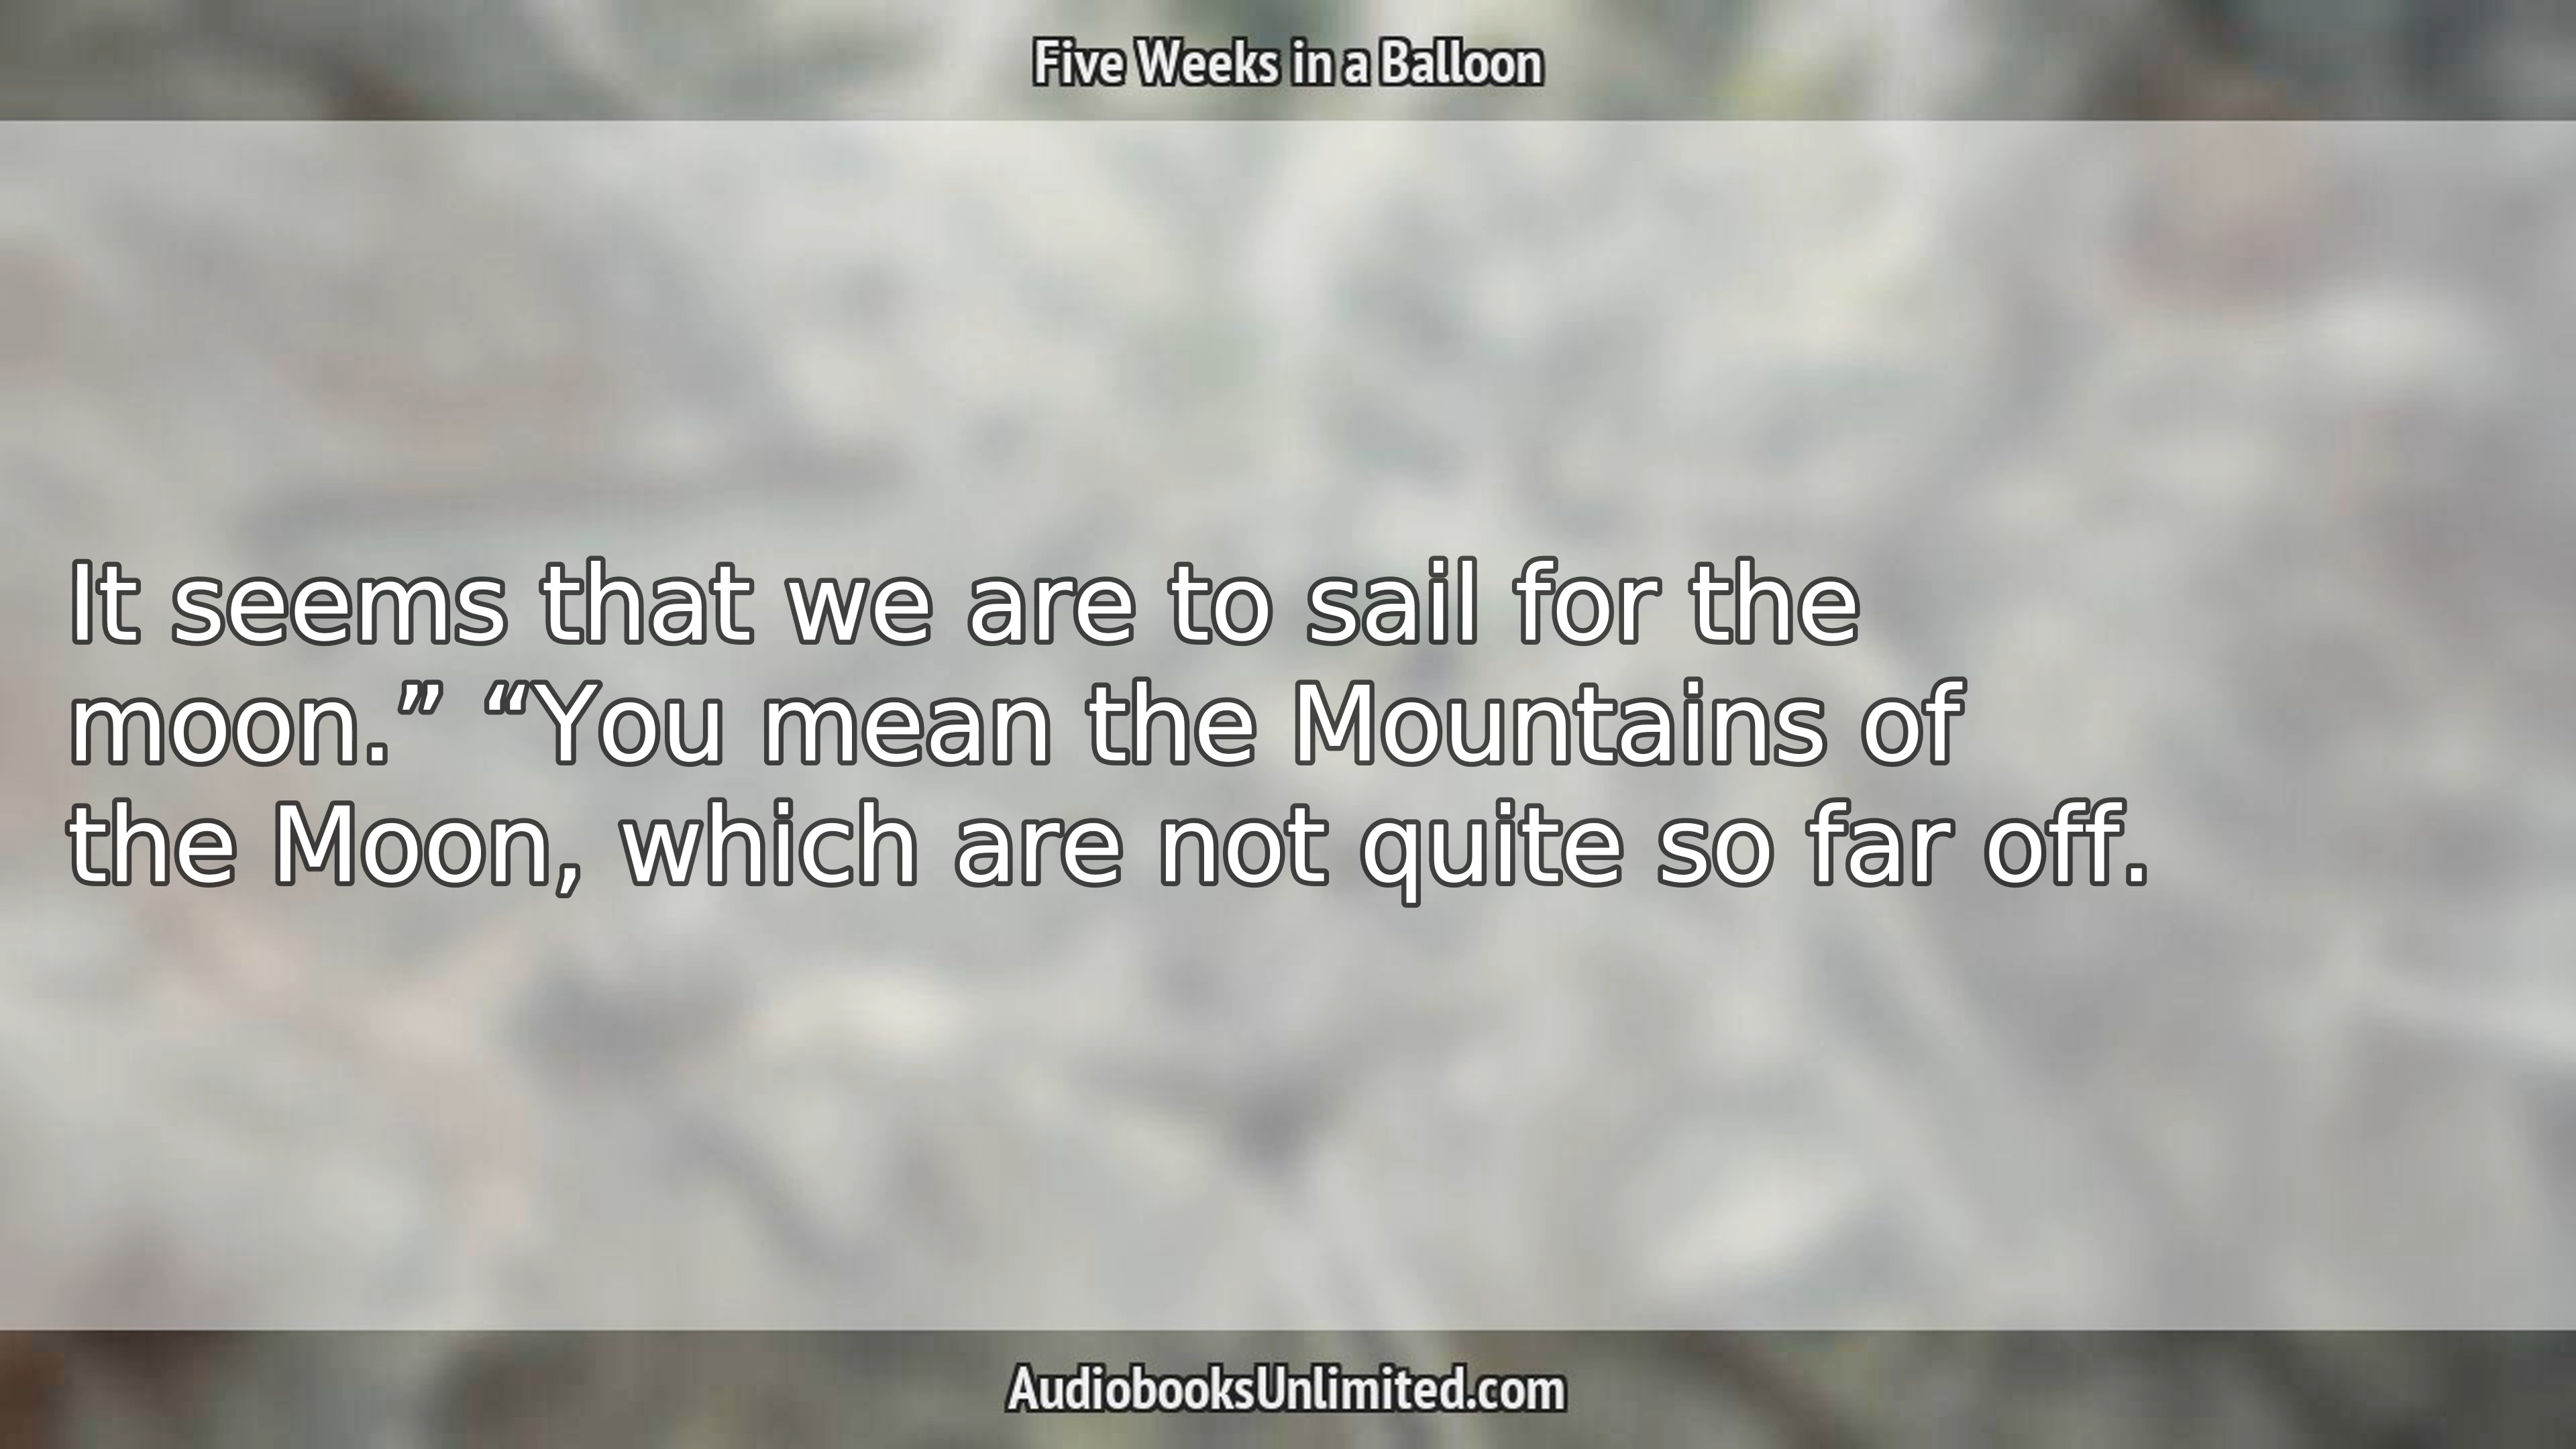 Five Weeks in a Balloon
It seems that we are to sail for the
moon.” “You mean the Mountains of
the Moon, which are not quite so far off.
AudiobooksUnlimited.com